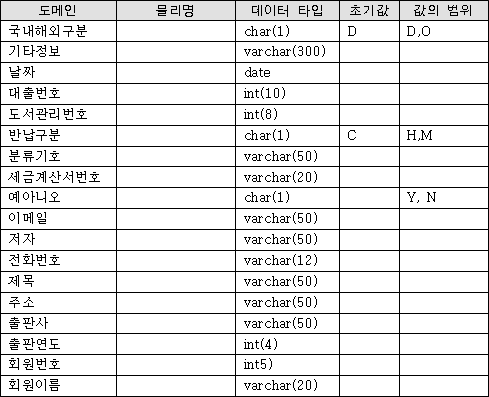 도메인 물리명 데이터 타입 초기값 값의 범위
국내해외구분 char(1) D D,O
기타정보 varchar(300)
날짜 date
대출번호 int(10)
도서관리번호 int(8)
반납구분 char(1) C H,M
분류기호 varchar(50)
세금계산서번호 varchar(20)
예아니오 char(1) Y, N
이메일 varchar(50)
저자 varchar(50)
전화번호 varchar(12)
제목 varchar(50)
주소 varchar(50)
출판사 varchar(50)
출판연도 int(4)
회원번호 int5)
회원이름 varchar(20)